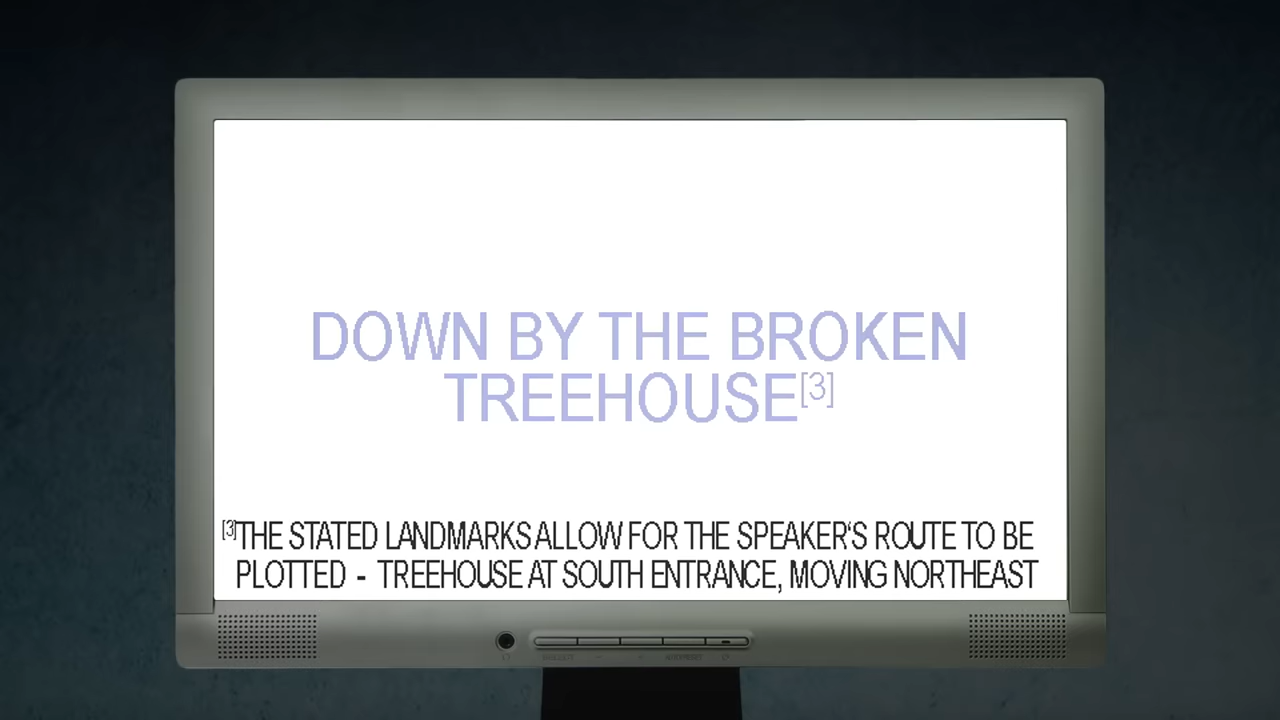 DOWN BY THE BROKEN
TREEHOUSE[3]
[3]THE STATED LANDMARKS ALLOW FOR THE SPEAKER‘S ROUTE TO BE
PLOTTED - TREEHOUSE AT SOUTH ENTRANCE, MOVING NORTHEAST